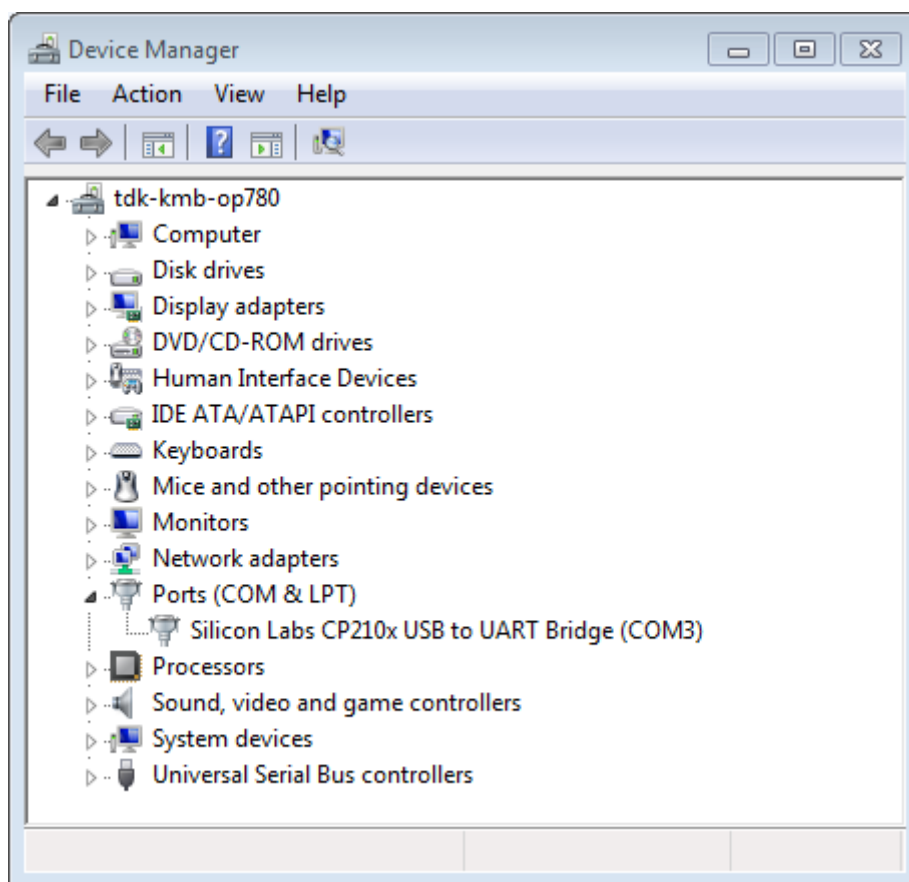 Device Manager
File Action View Help
?
tdk-kmb-op780
Computer
Disk drives
Display adapters
DVD/CD-ROM drives
Human Interface Devices
IDE ATA/ATAPI controllers
Keyboards
Mice and other pointing devices
Monitors
Network adapters
Ports (COM & LPT)
Silicon Labs CP210x USB to UART Bridge (COM3)
Processors
Sound, video and game controllers
System devices
Universal Serial Bus controllers